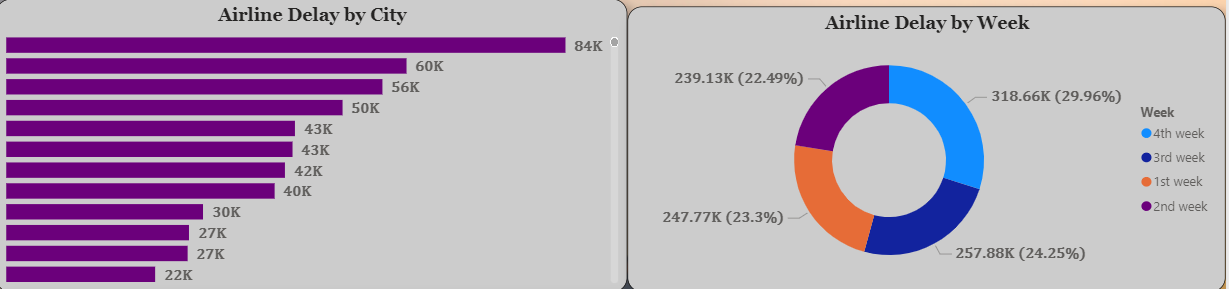 Airline Delay by City
84K
60K
56K
50K
43K
43K
42K
40K
30K
27K
27K
22K
Airline Delay by Week
239.13K (22.49%)
318.66K (29.96%)
247.77K (23.3%)
257.88K (24.25%)
Week
4th week
3rd week
1st week
2nd week